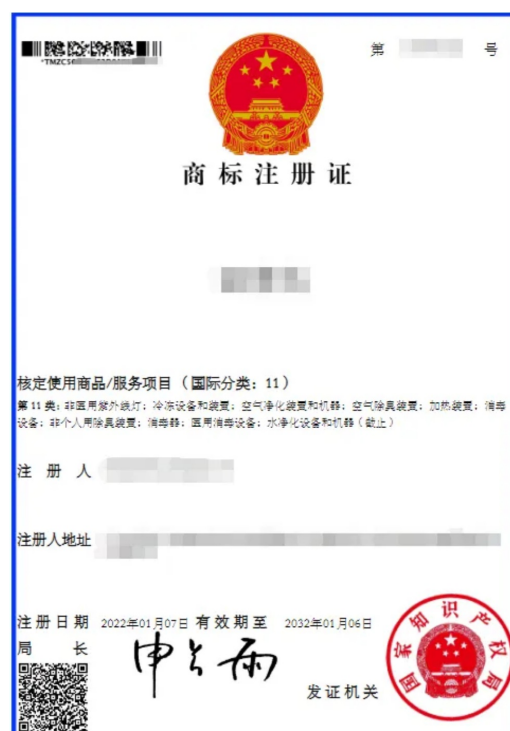 第 号
商标注册证
核定使用商品/服务项目（国际分类：11）
第11类：非医用紫外线灯；冷冻设备和装置；空气净化装置和机器；空气除臭装置；加热装置；消毒
设备；非个人用除臭装置；消毒器；医用消毒设备；水净化设备和机器（截止）
注册人
注册人地址
注册日期 2022年01月07日 有效期至 2032年01月06日
局长 申长雨
发证机关
国家知识产权局